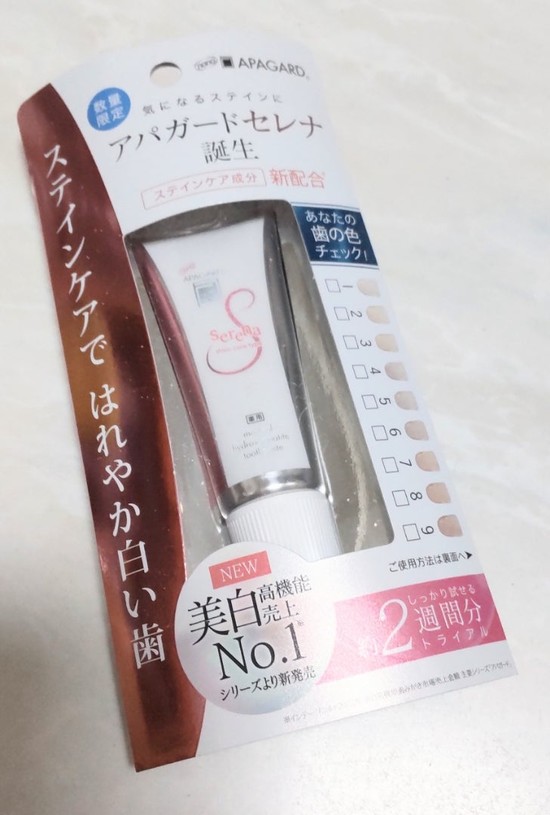 APAGARD®
数量
限定
気になるステインに
アパガードセレナ
誕生
ステインケア成分 新配合
ステインケアで はれやか白い歯
あなたの
歯の色
チェック!
1
2
3
4
5
6
7
8
9
ご使用方法は裏面へ▶
Serena
薬用
NEW
美白高機能
売上
No.1
シリーズより新発売
しっかり試せる
約2週間分
トライアル